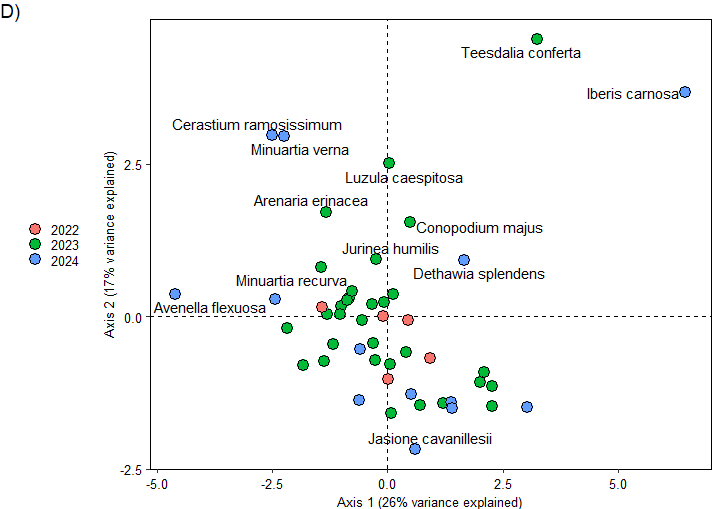 D)
Teesdalia conferta
Iberis carnosa
Cerastium ramosissimum
Minuartia verna
Luzula caespitosa
Arenaria erinacea
Conopodium majus
Jurinea humilis
Dethawia splendens
Minuartia recurva
Avenella flexuosa
Jasione cavanillesii
2022
2023
2024
Axis 2 (17% variance explained)
2.5
0.0
-2.5
-5.0
-2.5
0.0
2.5
5.0
Axis 1 (26% variance explained)